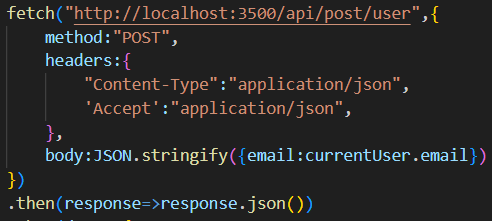 fetch("http://localhost:3500/api/post/user",{
method:"POST",
headers:{
"Content-Type":"application/json",
'Accept':"application/json",
},
body:JSON.stringify({email:currentUser.email})
})
.then(response=>response.json())